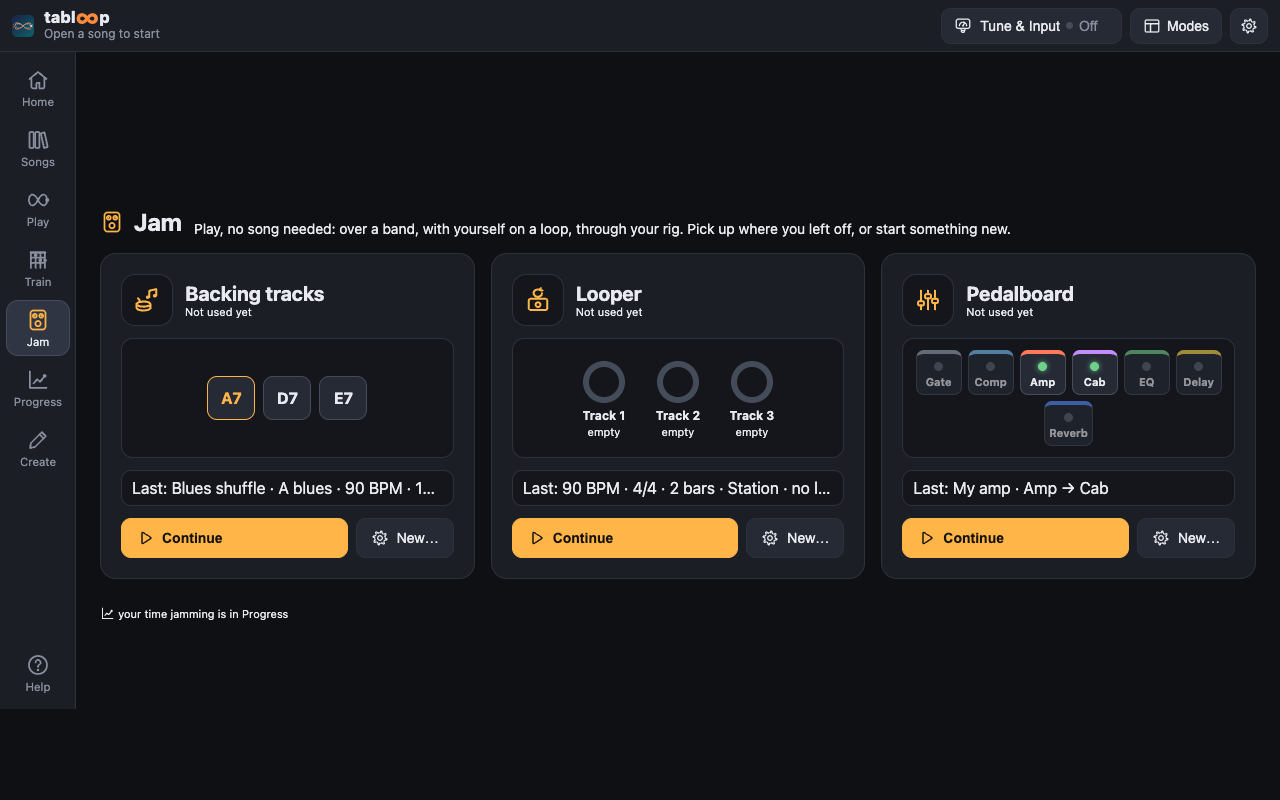 tabloop
Open a song to start
Tune & Input Off
Modes
Home
Songs
Play
Train
Jam
Progress
Create
Help
Jam
Play, no song needed: over a band, with yourself on a loop, through your rig. Pick up where you left off, or start something new.
Backing tracks
Not used yet
A7 D7 E7
Last: Blues shuffle · A blues · 90 BPM · 1…
Continue
New…
Looper
Not used yet
Track 1 Track 2 Track 3
empty empty empty
Last: 90 BPM · 4/4 · 2 bars · Station · no l…
Continue
New…
Pedalboard
Not used yet
Gate Comp Amp Cab EQ Delay
Reverb
Last: My amp · Amp → Cab
Continue
New…
your time jamming is in Progress